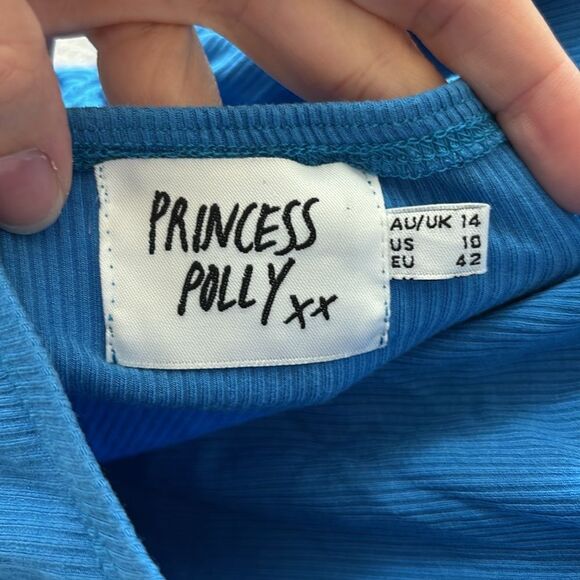 PRINCESS
POLLY xx
AU/UK 14
US 10
EU 42